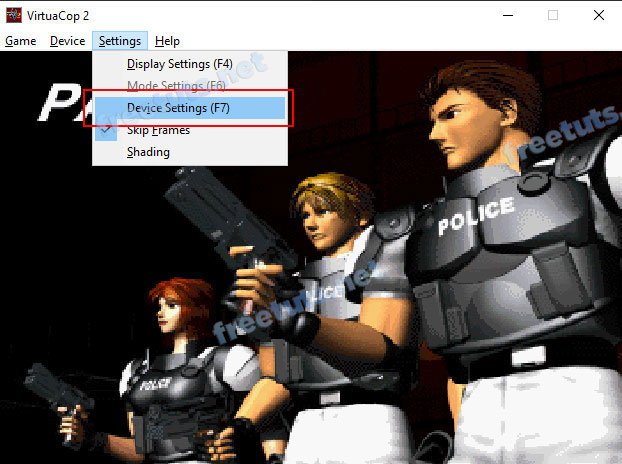 VirtuaCop 2
Game Device Settings Help
Display Settings (F4)
Mode Settings (F6)
Device Settings (F7)
Skip Frames
Shading
POLICE
POLICE
POLICE
freetuts.net
freetuts.net
freetuts.net